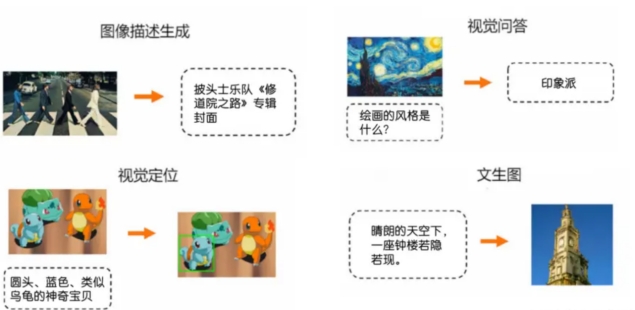 图像描述生成
披头士乐队《修
道院之路》专辑
封面
视觉问答
绘画的风格是
什么？
印象派
视觉定位
圆头、蓝色、类似
乌龟的神奇宝贝
文生图
晴朗的天空下，
一座钟楼若隐
若现。